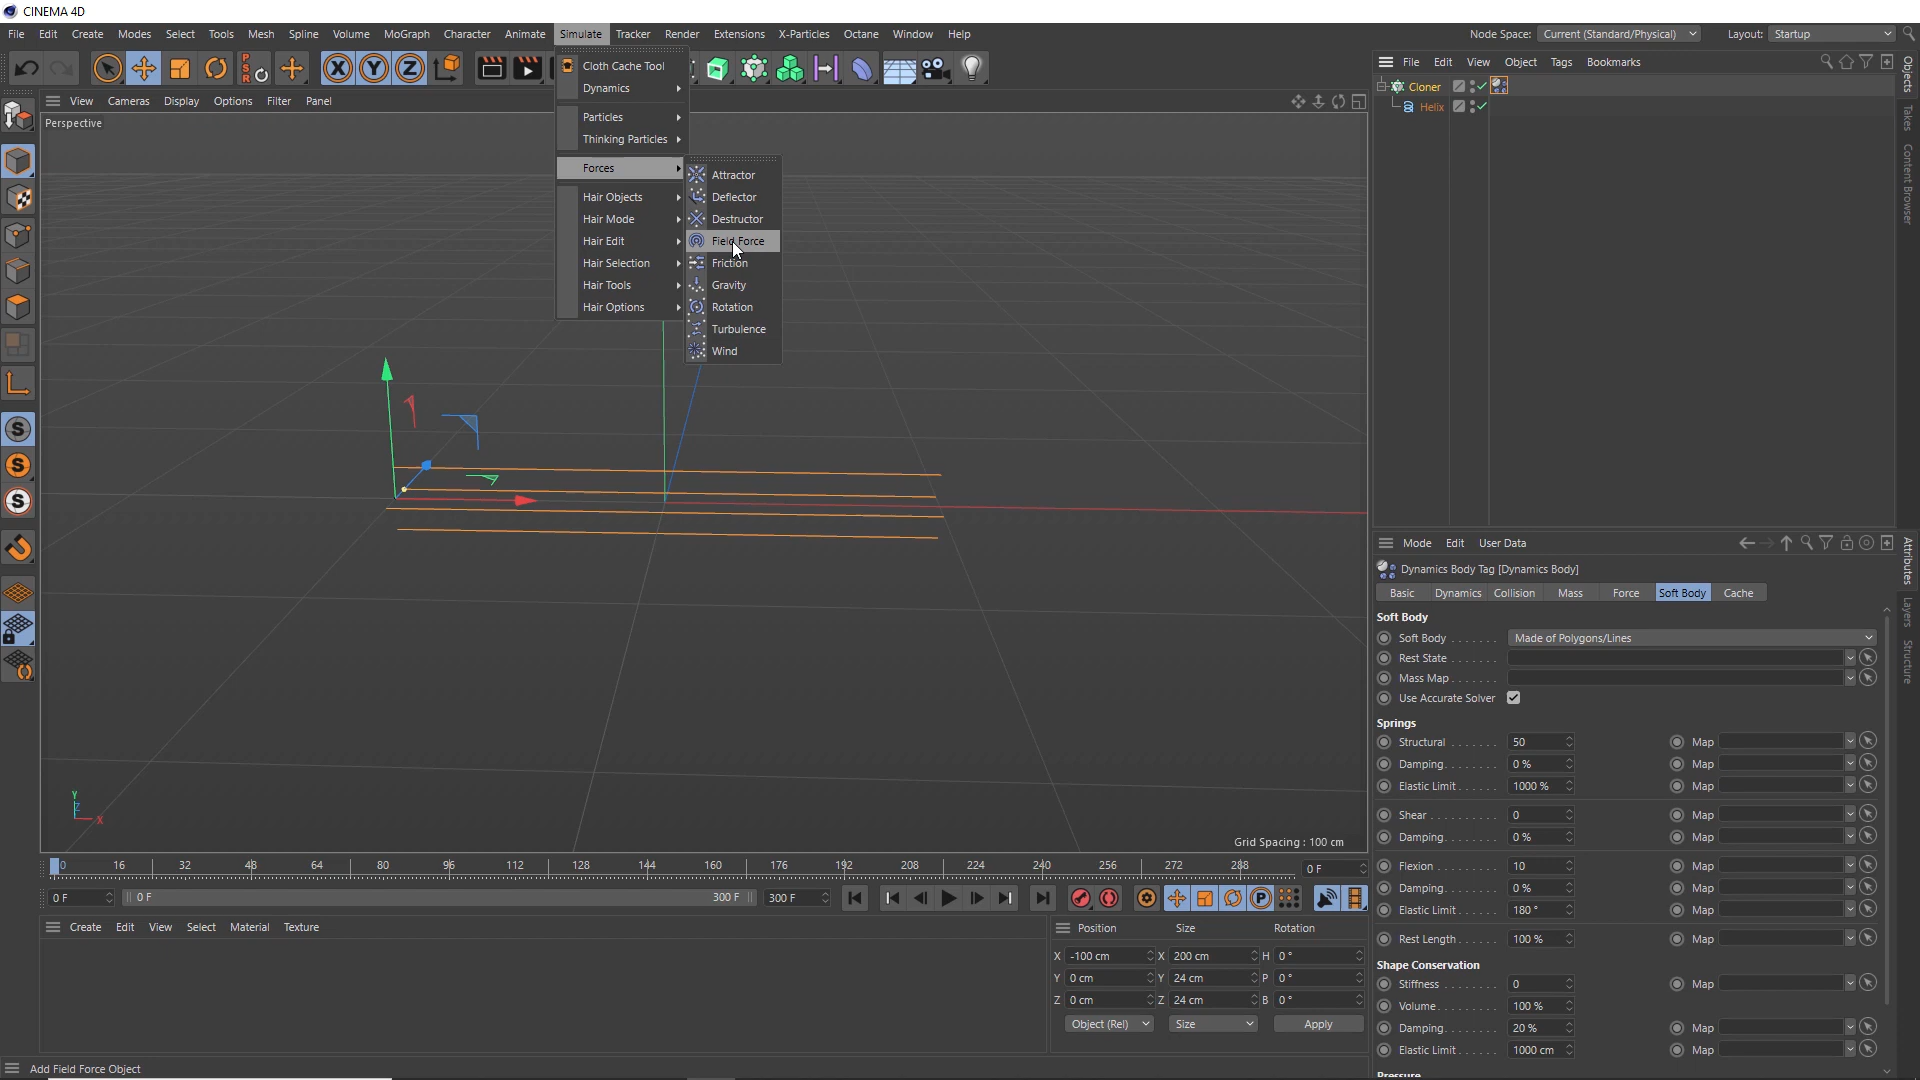 CINEMA 4D
File Edit Create Modes Select Tools Mesh Spline Volume MoGraph Character Animate Simulate Tracker Render Extensions X-Particles Octane Window Help Node Space: Current (Standard/Physical) Layout: Startup
PSR X Y Z
File Edit View Object Tags Bookmarks
View Cameras Display Options Filter Panel
Perspective
Cloth Cache Tool
Dynamics
Particles
Thinking Particles
Forces
Hair Objects
Hair Mode
Hair Edit
Hair Selection
Hair Tools
Hair Options
Attractor
Deflector
Destructor
Field Force
Friction
Gravity
Rotation
Turbulence
Wind
Cloner
Helix
Objects
Takes
Content Browser
Mode Edit User Data
Dynamics Body Tag [Dynamics Body]
Basic Dynamics Collision Mass Force Soft Body Cache
Soft Body
Soft Body Made of Polygons/Lines
Rest State
Mass Map
Use Accurate Solver
Springs
Structural 50 Map
Damping 0 % Map
Elastic Limit 1000 % Map
Shear 0 Map
Damping 0 % Map
Flexion 10 Map
Damping 0 % Map
Elastic Limit 180 ° Map
Rest Length 100 % Map
Shape Conservation
Stiffness 0 Map
Volume 100 %
Damping 20 % Map
Elastic Limit 1000 cm Map
Pressure
Attributes
Layers
Structure
S
S
S
Y
Z
X
Grid Spacing : 100 cm
0 16 32 48 64 80 96 112 128 144 160 176 192 208 224 240 256 272 288 0 F
0 F 0 F 300 F 300 F P
Create Edit View Select Material Texture
Position Size Rotation
X -100 cm X 200 cm H 0 °
Y 0 cm Y 24 cm P 0 °
Z 0 cm Z 24 cm B 0 °
Object (Rel) Size Apply
Add Field Force Object